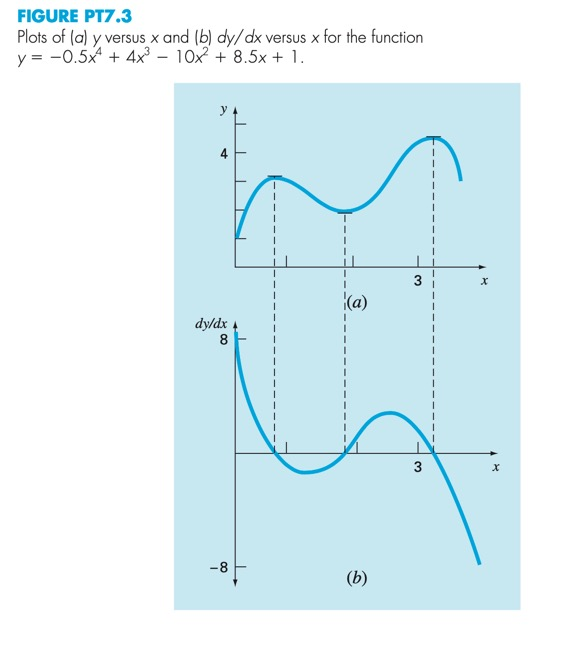 FIGURE PT7.3
Plots of (a) y versus x and (b) dy/dx versus x for the function
y = −0.5x⁴ + 4x³ − 10x² + 8.5x + 1.
y
4
3
x
(a)
dy/dx
8
3
x
−8
(b)